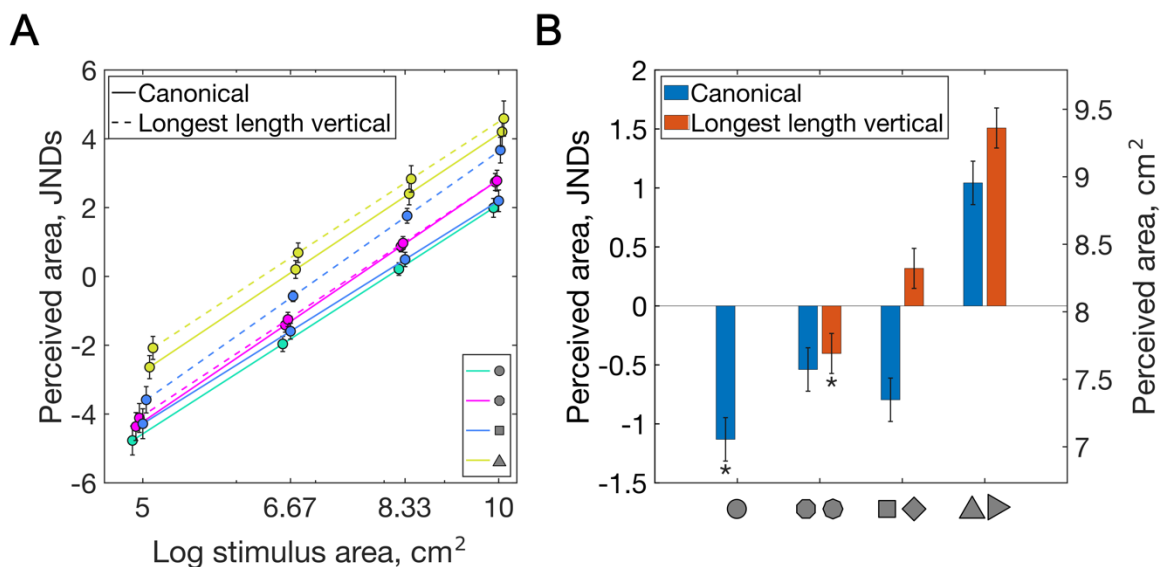 A
B
Perceived area, JNDs
6
4
2
0
-2
-4
-6
Canonical
Longest length vertical
5
6.67
8.33
10
Log stimulus area, cm²
Perceived area, JNDs
2
1.5
1
0.5
0
-0.5
-1
-1.5
Canonical
Longest length vertical
*
*
9.5
9
8.5
8
7.5
7
Perceived area, cm²